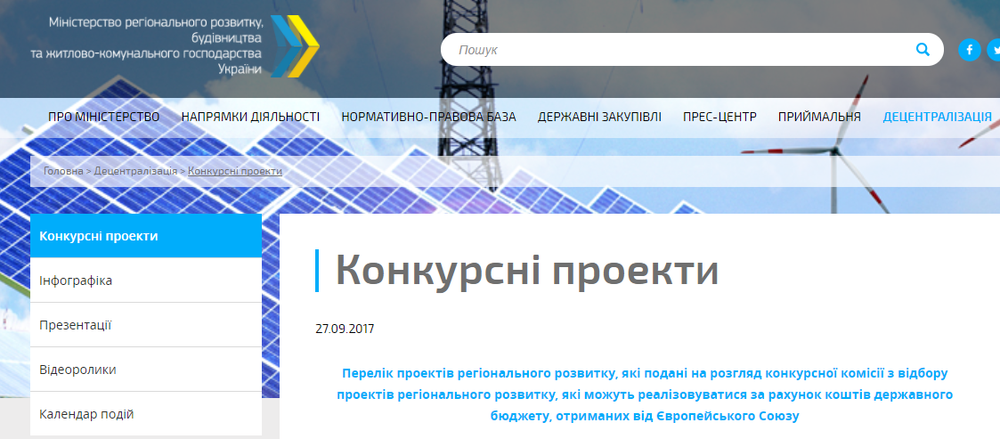 Міністерство регіонального розвитку,
будівництва
та житлово-комунального господарства
України
Пошук
ПРО МІНІСТЕРСТВО НАПРЯМКИ ДІЯЛЬНОСТІ НОРМАТИВНО-ПРАВОВА БАЗА ДЕРЖАВНІ ЗАКУПІВЛІ ПРЕС-ЦЕНТР ПРИЙМАЛЬНЯ ДЕЦЕНТРАЛІЗАЦІЯ
Головна > Децентралізація > Конкурсні проекти
Конкурсні проекти
Інфографіка
Презентації
Відеоролики
Календар подій
Конкурсні проекти
27.09.2017
Перелік проектів регіонального розвитку, які подані на розгляд конкурсної комісії з відбору
проектів регіонального розвитку, які можуть реалізовуватися за рахунок коштів державного
бюджету, отриманих від Європейського Союзу